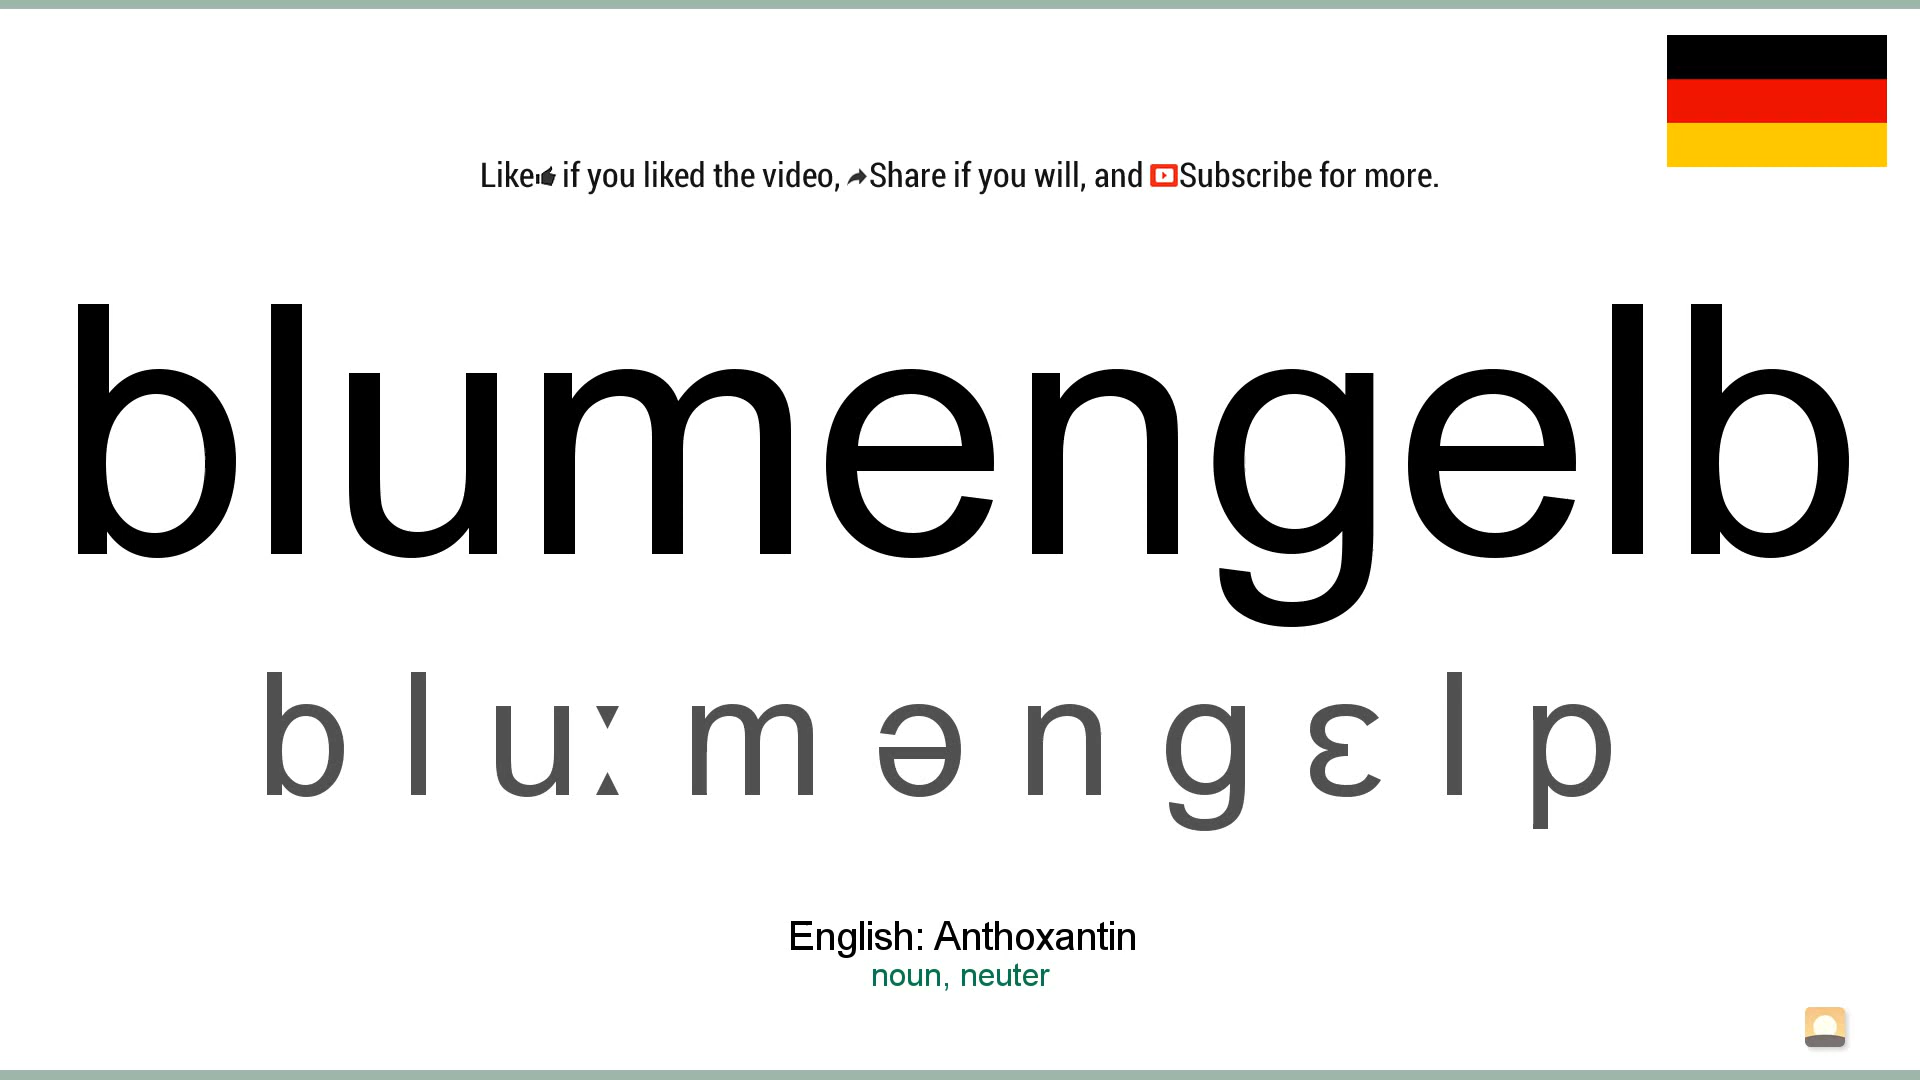 Like if you liked the video, Share if you will, and Subscribe for more.
blumengelb
b l uː m ə n g ɛ l p
English: Anthoxantin
noun, neuter